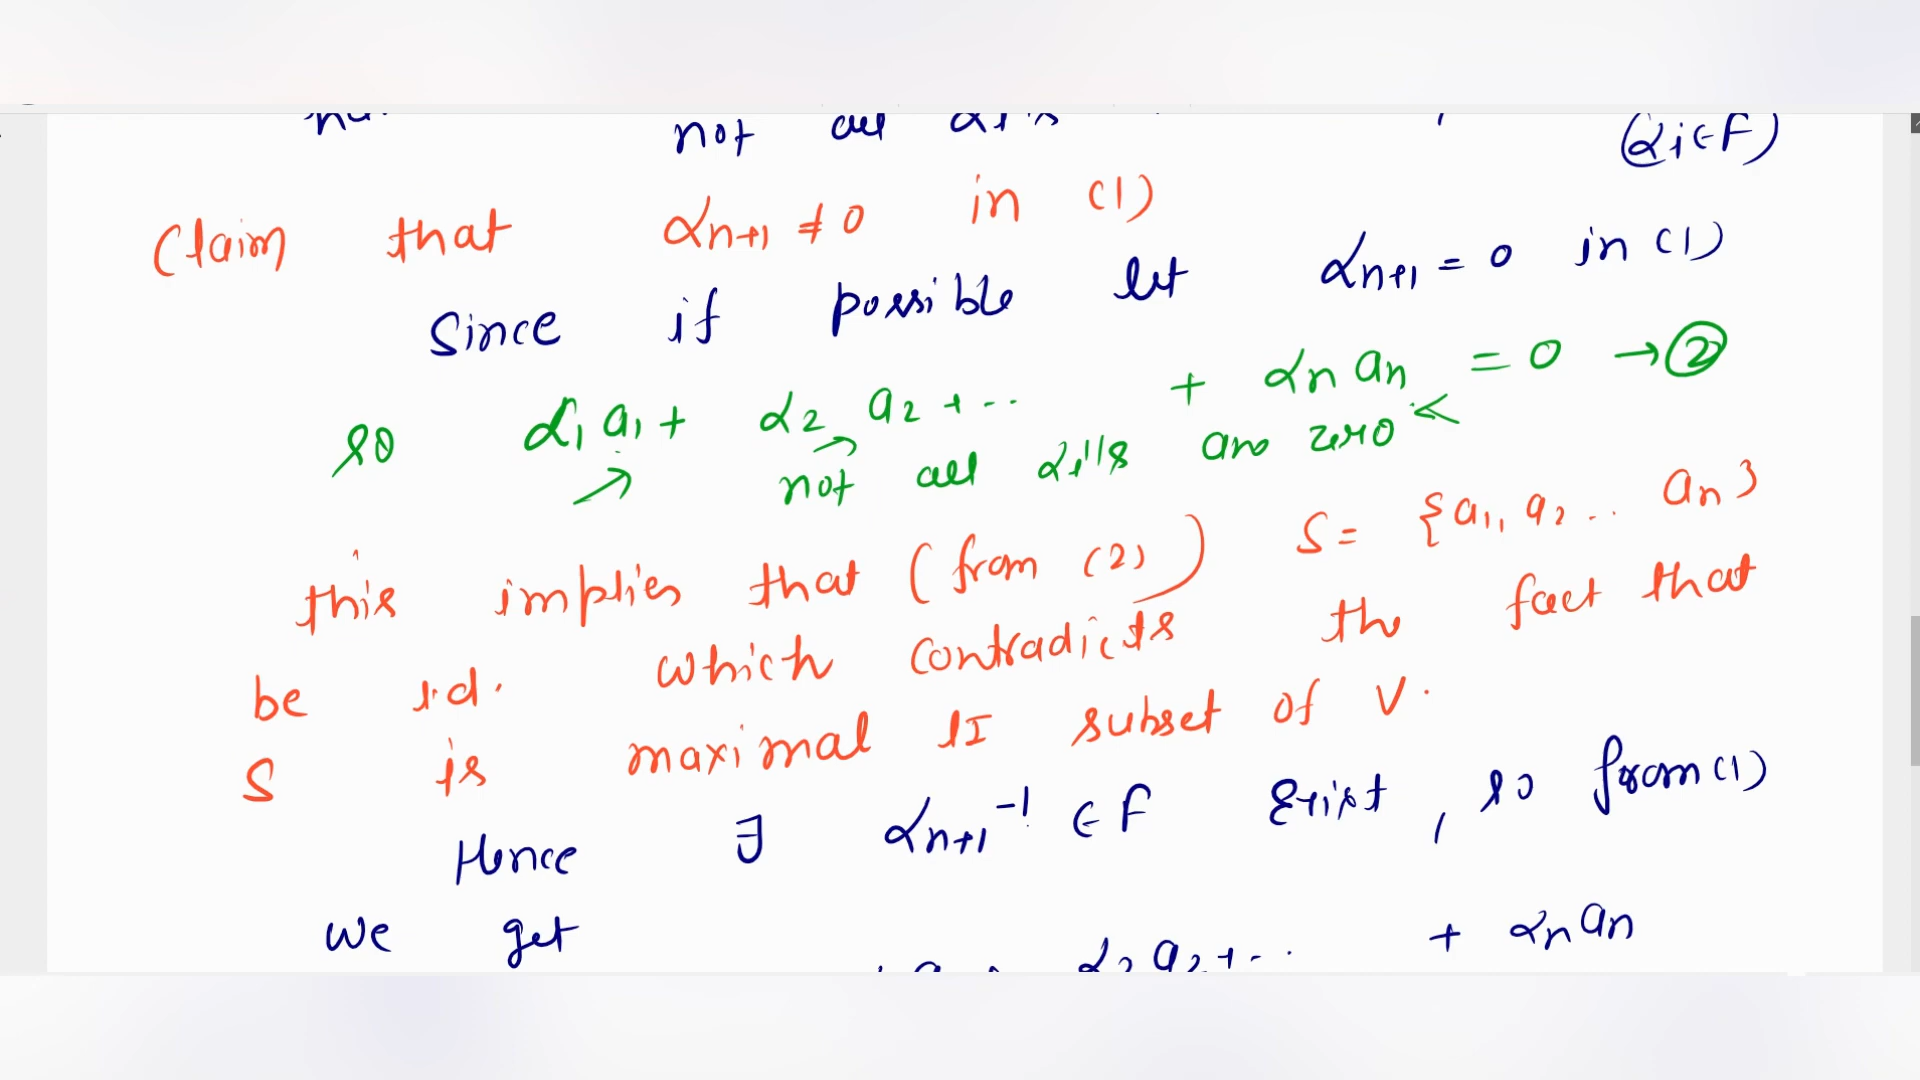 not all αi's
(αi∈F)
Claim that αn+1 ≠ 0 in (1)
Since if possible let αn+1 = 0 in (1)
so α1 a1 + α2 a2 + .. + αn an = 0 → ②
not all αi's are zero
this implies that (from (2)) S = {a1, a2 .. an}
be l.d. which contradicts the fact that
S is maximal LI subset of V.
Hence ∃ αn+1⁻¹ ∈ F Exist, so from (1)
we get
α2 a2 + .. + αn an